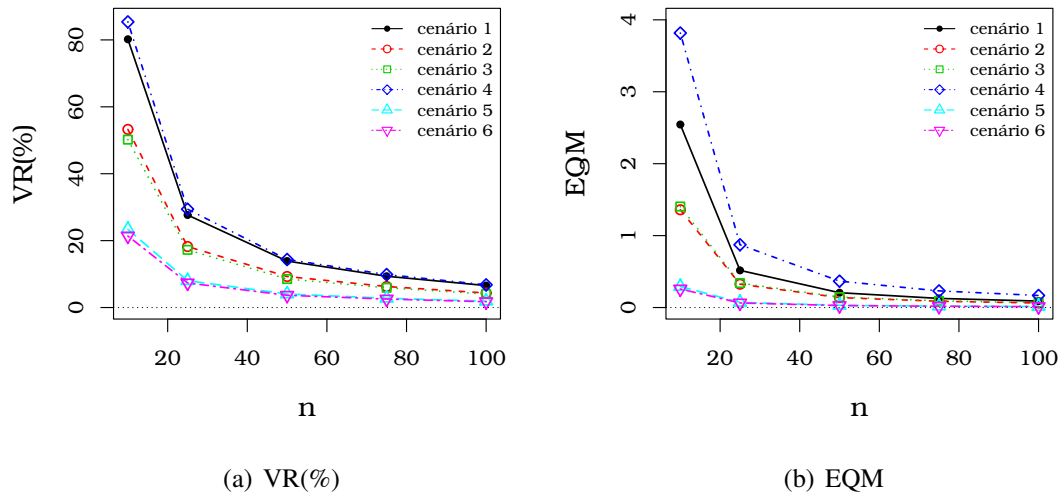 VR(%)
80
60
40
20
0
cenário 1
cenário 2
cenário 3
cenário 4
cenário 5
cenário 6
20 40 60 80 100
n
(a) VR(%)
EQM
4
3
2
1
0
cenário 1
cenário 2
cenário 3
cenário 4
cenário 5
cenário 6
20 40 60 80 100
n
(b) EQM